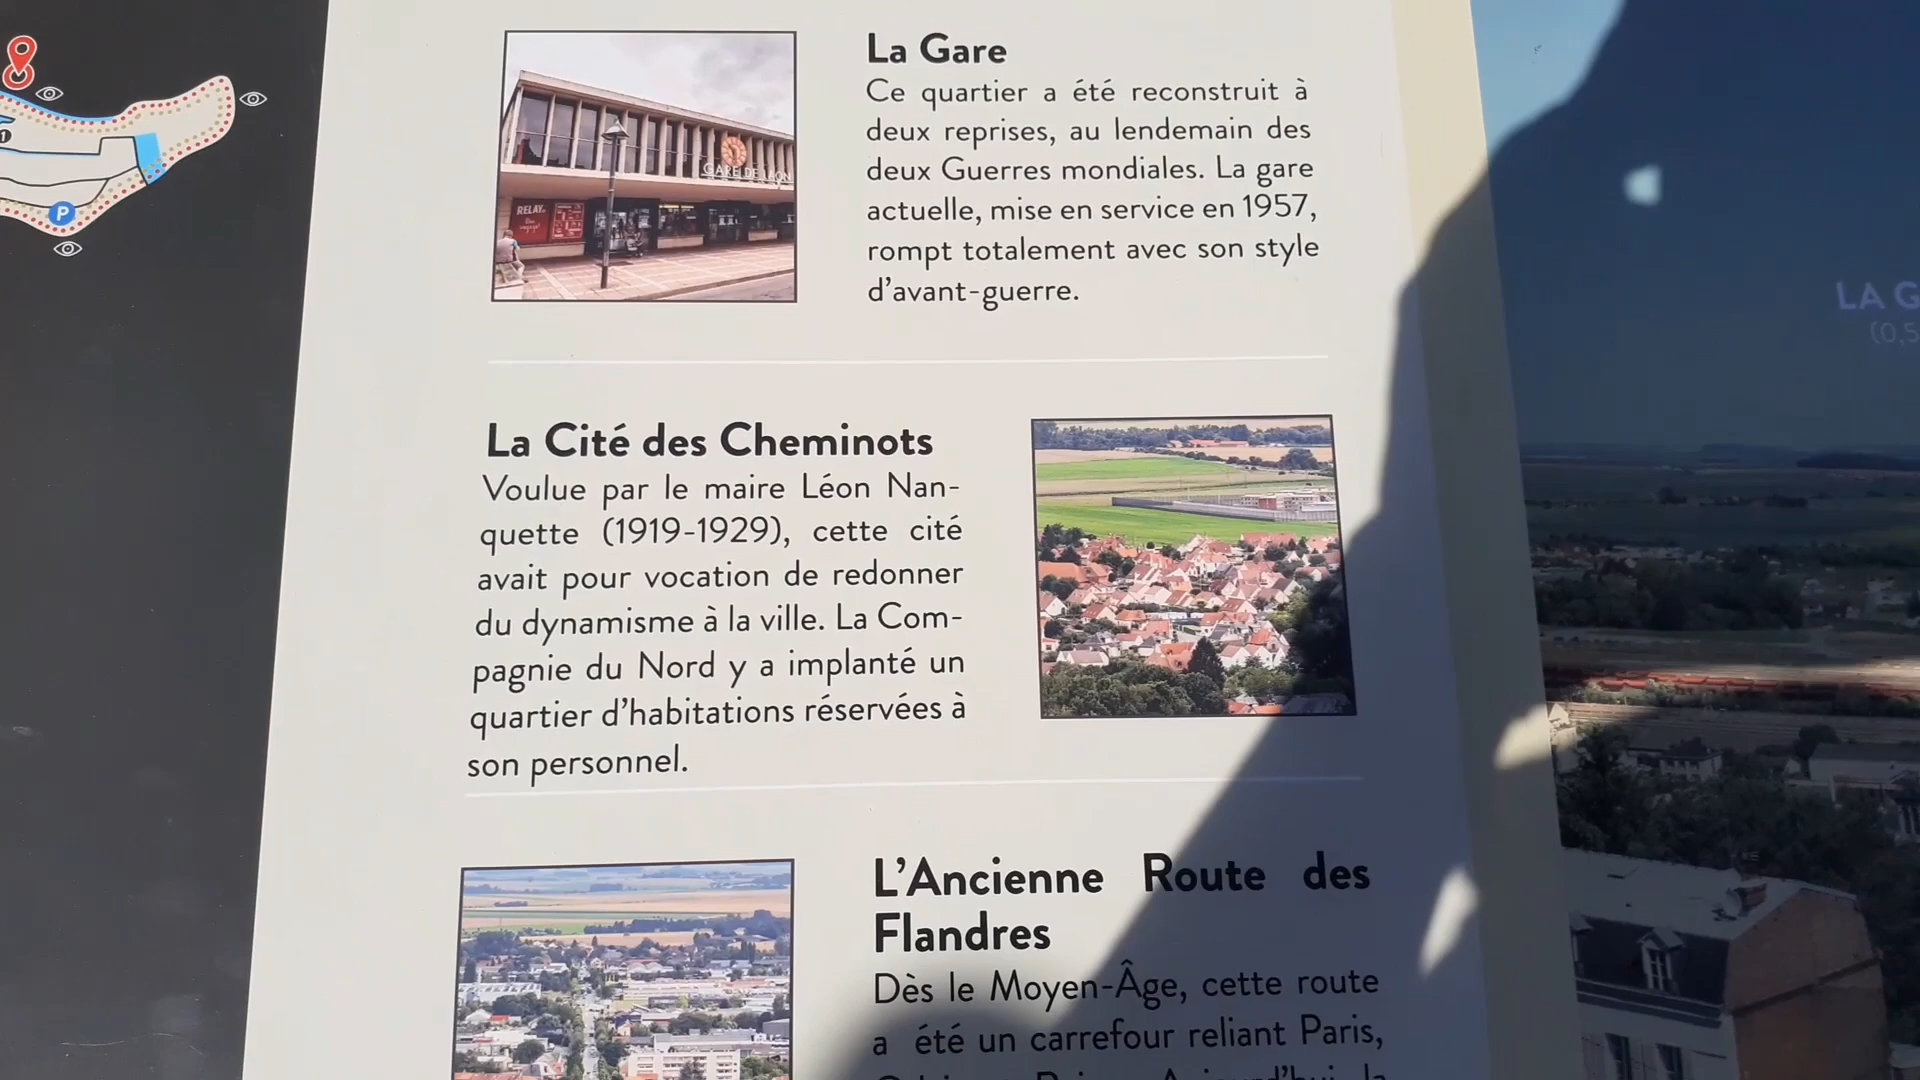 La Gare
Ce quartier a été reconstruit à
deux reprises, au lendemain des
deux Guerres mondiales. La gare
actuelle, mise en service en 1957,
rompt totalement avec son style
d'avant-guerre.
GARE DE LAON
RELAY
1
P
La Cité des Cheminots
Voulue par le maire Léon Nan-
quette (1919-1929), cette cité
avait pour vocation de redonner
du dynamisme à la ville. La Com-
pagnie du Nord y a implanté un
quartier d'habitations réservées à
son personnel.
L'Ancienne Route des
Flandres
Dès le Moyen-Âge, cette route
a été un carrefour reliant Paris,
LA G
(0,5